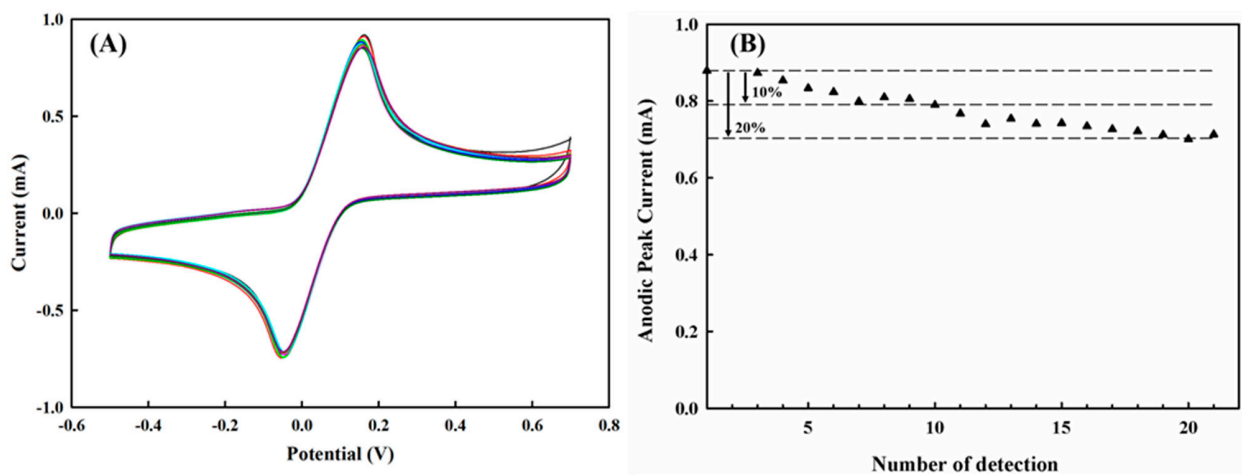 (A)
1.0
0.5
0.0
-0.5
-1.0
Current (mA)
-0.6 -0.4 -0.2 0.0 0.2 0.4 0.6 0.8
Potential (V)
(B)
1.0
0.8
0.6
0.4
0.2
0.0
Anodic Peak Current (mA)
10%
20%
5 10 15 20
Number of detection